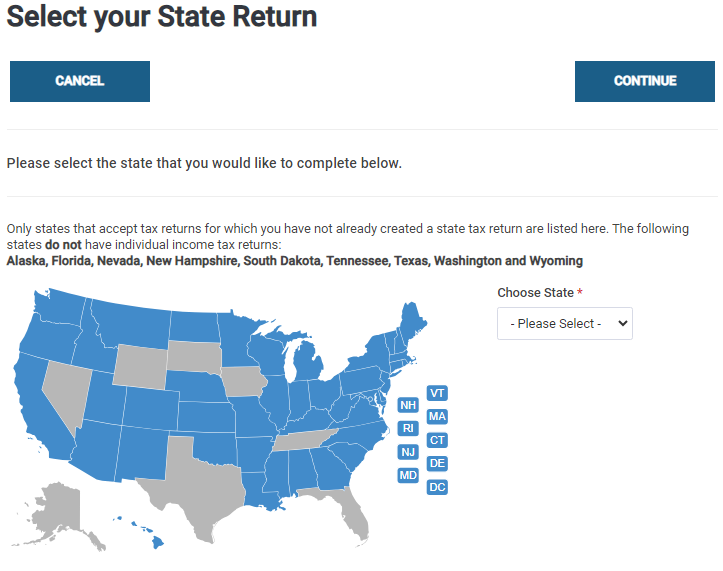 Select your State Return
CANCEL
CONTINUE
Please select the state that you would like to complete below.
Only states that accept tax returns for which you have not already created a state tax return are listed here. The following
states do not have individual income tax returns:
Alaska, Florida, Nevada, New Hampshire, South Dakota, Tennessee, Texas, Washington and Wyoming
Choose State *
- Please Select -
VT
NH
MA
RI
CT
NJ
DE
MD
DC